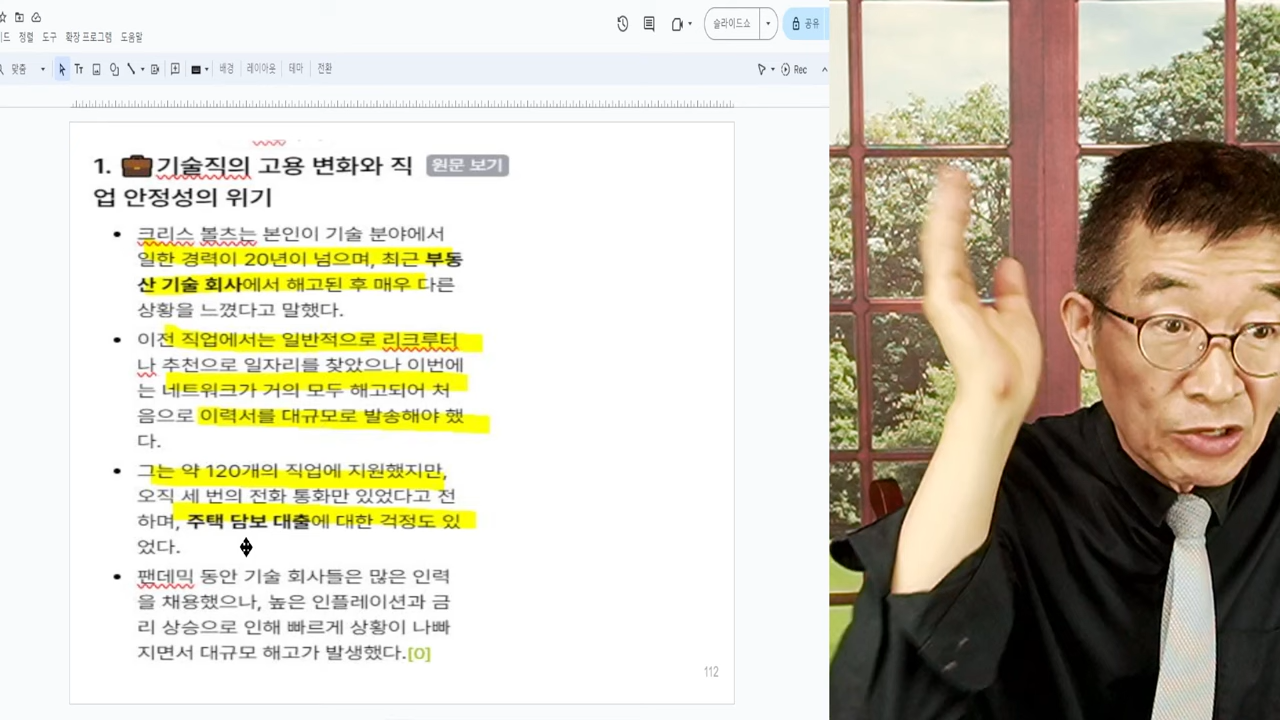 이드 정렬 도구 확장 프로그램 도움말
슬라이드쇼
공유
맞춤
배경 레이아웃 테마 전환
Rec
1. 💼기술직의 고용 변화와 직 원문 보기
업 안정성의 위기
• 크리스 볼츠는 본인이 기술 분야에서
일한 경력이 20년이 넘으며, 최근 부동
산 기술 회사에서 해고된 후 매우 다른
상황을 느꼈다고 말했다.
• 이전 직업에서는 일반적으로 리크루터
나 추천으로 일자리를 찾았으나 이번에
는 네트워크가 거의 모두 해고되어 처
음으로 이력서를 대규모로 발송해야 했
다.
• 그는 약 120개의 직업에 지원했지만,
오직 세 번의 전화 통화만 있었다고 전
하며, 주택 담보 대출에 대한 걱정도 있
었다.
• 팬데믹 동안 기술 회사들은 많은 인력
을 채용했으나, 높은 인플레이션과 금
리 상승으로 인해 빠르게 상황이 나빠
지면서 대규모 해고가 발생했다.[0]
112